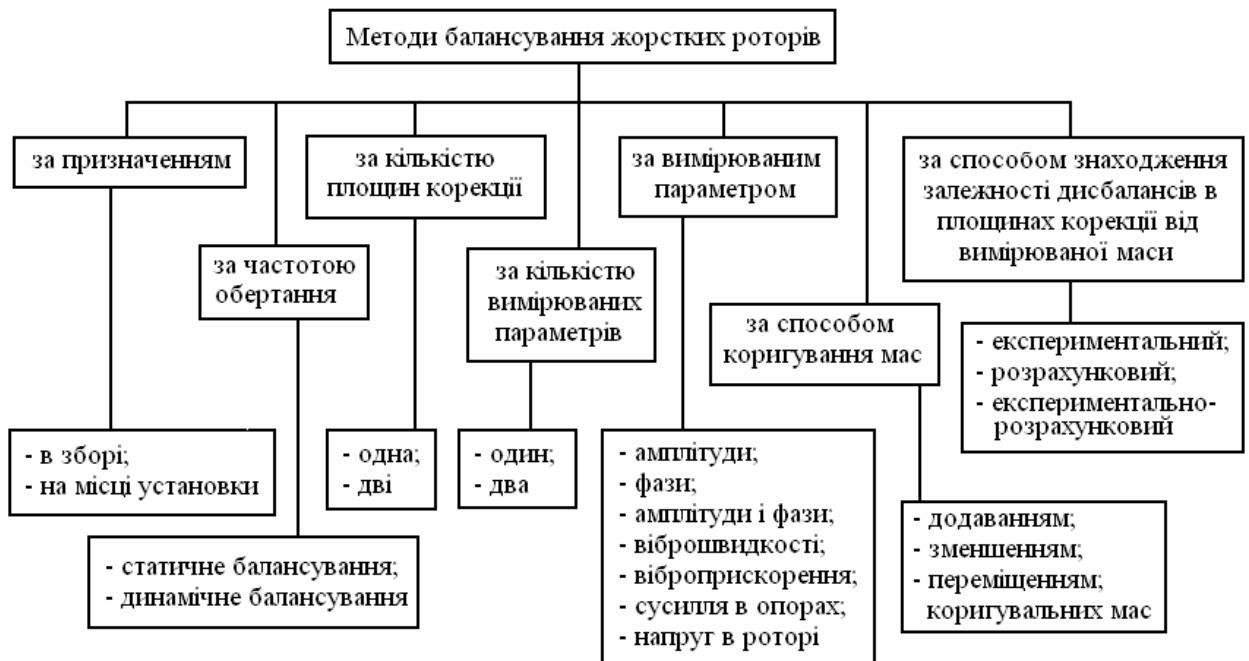 Методи балансування жорстких роторів
за призначенням
за кількістю
площин корекції
за вимірюваним
параметром
за способом знаходження
залежності дисбалансів в
площинах корекції від
вимірюваної маси
за частотою
обертання
за кількістю
вимірюваних
параметрів
за способом
коригування мас
- експериментальний;
- розрахунковий;
- експериментально-
розрахунковий
- в зборі;
- на місці установки
- одна;
- дві
- один;
- два
- амплітуди;
- фази;
- амплітуди і фази;
- віброшвидкості;
- віброприскорення;
- сусилля в опорах;
- напруг в роторі
- додаванням;
- зменшенням;
- переміщенням;
коригувальних мас
- статичне балансування;
- динамічне балансування